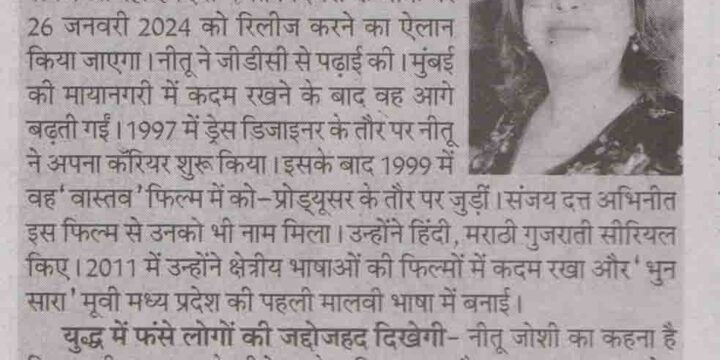 26 जनवरी 2024 को रिलीज करने का ऐलान
किया जाएगा। नीतू ने जीडीसी से पढ़ाई की। मुंबई
की मायानगरी में कदम रखने के बाद वह आगे
बढ़ती गईं। 1997 में ड्रेस डिजाइनर के तौर पर नीतू
ने अपना कॅरियर शुरू किया। इसके बाद 1999 में
वह 'वास्तव' फिल्म में को-प्रोड्यूसर के तौर पर जुड़ीं। संजय दत्त अभिनीत
इस फिल्म से उनको भी नाम मिला। उन्होंने हिंदी, मराठी गुजराती सीरियल
किए। 2011 में उन्होंने क्षेत्रीय भाषाओं की फिल्मों में कदम रखा और 'भुन
सारा' मूवी मध्य प्रदेश की पहली मालवी भाषा में बनाई।
युद्ध में फंसे लोगों की जद्दोजहद दिखेगी- नीतू जोशी का कहना है